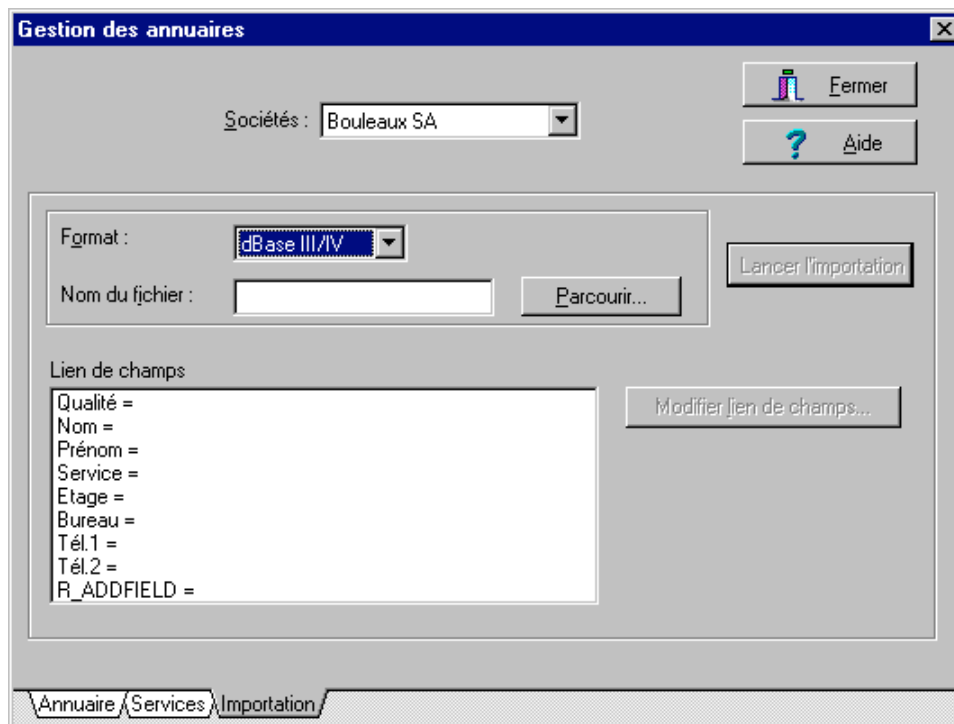 Gestion des annuaires
Fermer
Sociétés : Bouleaux SA
Aide
Format : dBase III/IV
Lancer l'importation
Nom du fichier : Parcourir...
Lien de champs
Qualité =
Modifier lien de champs...
Nom =
Prénom =
Service =
Etage =
Bureau =
Tél.1 =
Tél.2 =
R_ADDFIELD =
Annuaire Services Importation